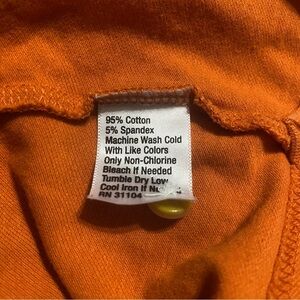 95% Cotton
5% Spandex
Machine Wash Cold
With Like Colors
Only Non-Chlorine
Bleach If Needed
Tumble Dry Low
Cool Iron If
RN 31104